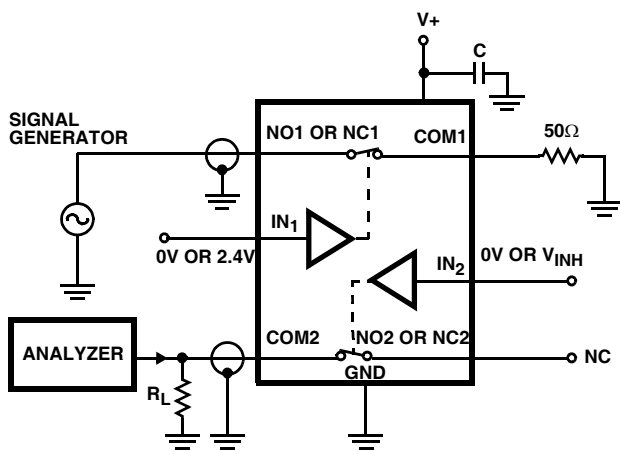 V+
C
SIGNAL
GENERATOR
NO1 OR NC1
COM1
50Ω
IN1
0V OR 2.4V
IN2
0V OR VINH
COM2
NO2 OR NC2
ANALYZER
NC
GND
RL